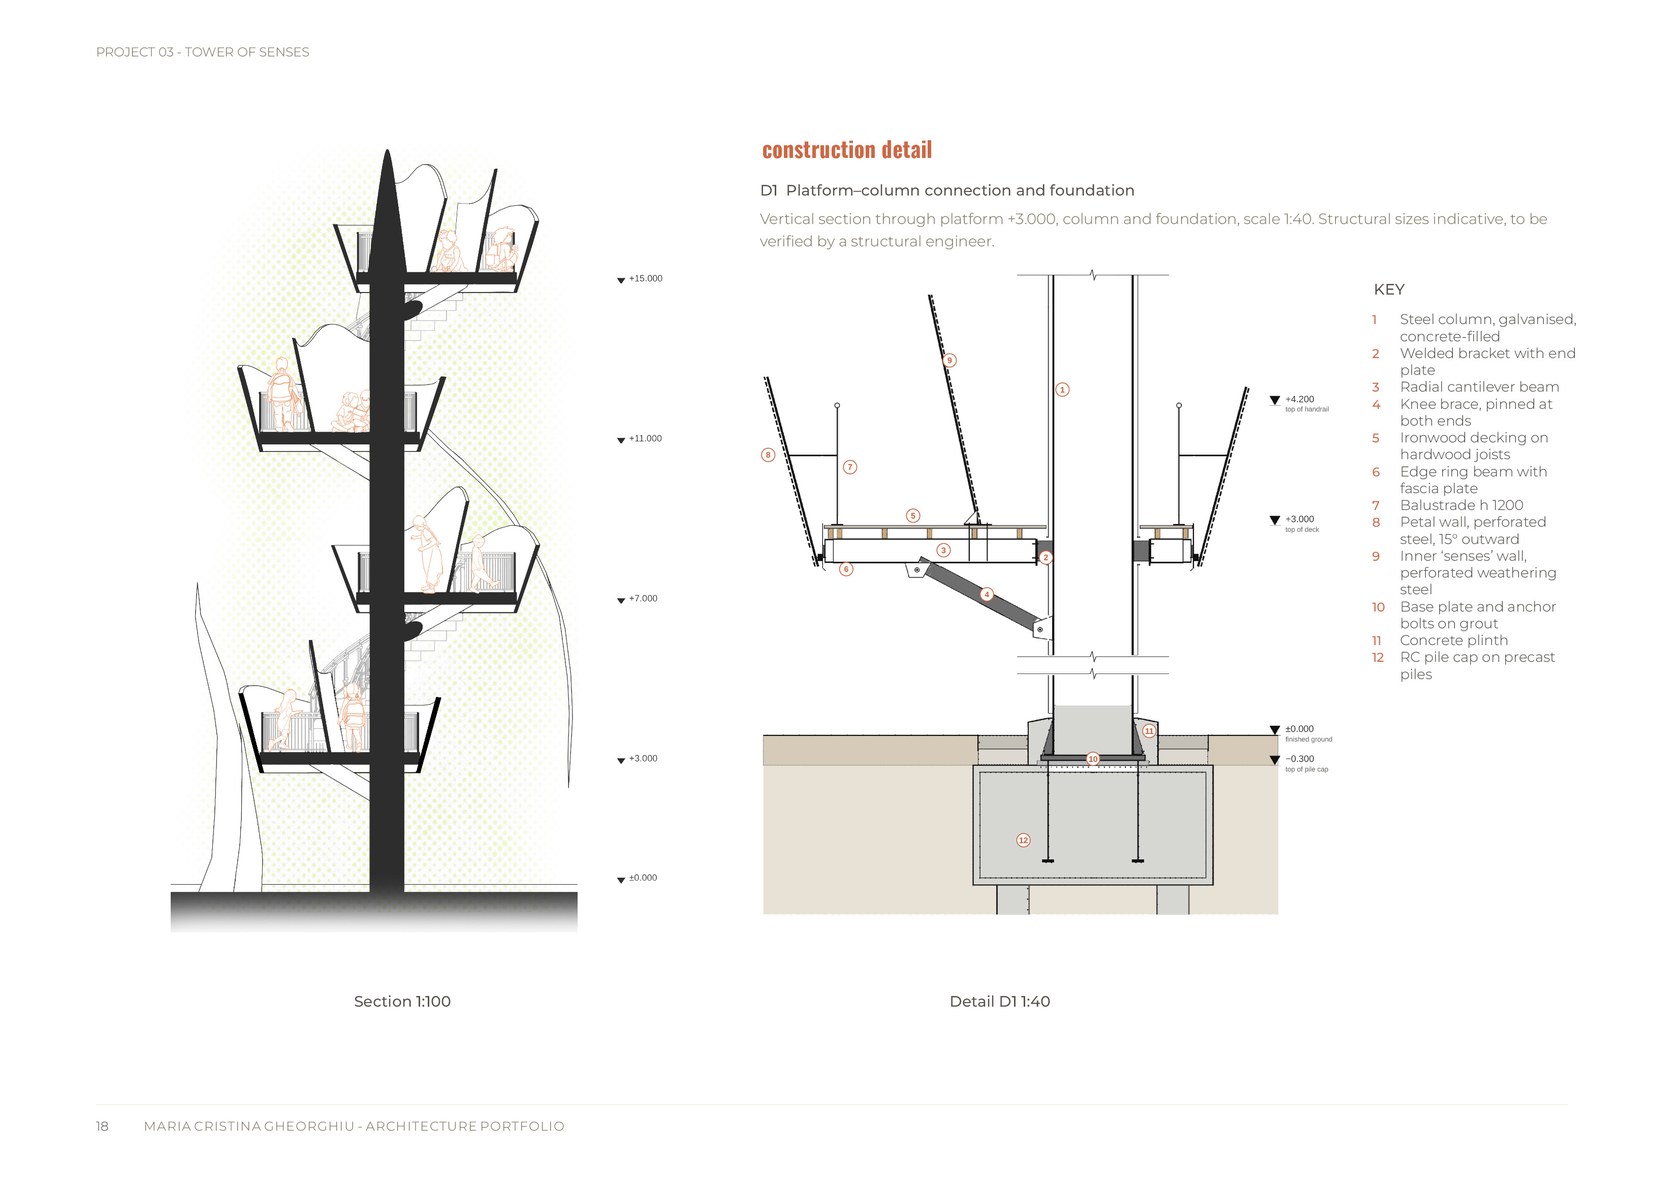 PROJECT 03 - TOWER OF SENSES
construction detail
D1 Platform–column connection and foundation
Vertical section through platform +3.000, column and foundation, scale 1:40. Structural sizes indicative, to be
verified by a structural engineer.
+15.000
+11.000
+7.000
+3.000
±0.000
9
1
8
7
5
3
2
6
4
11
10
12
+4.200
top of handrail
+3.000
top of deck
±0.000
finished ground
−0.300
top of pile cap
KEY
1 Steel column, galvanised,
concrete-filled
2 Welded bracket with end
plate
3 Radial cantilever beam
4 Knee brace, pinned at
both ends
5 Ironwood decking on
hardwood joists
6 Edge ring beam with
fascia plate
7 Balustrade h 1200
8 Petal wall, perforated
steel, 15° outward
9 Inner ‘senses’ wall,
perforated weathering
steel
10 Base plate and anchor
bolts on grout
11 Concrete plinth
12 RC pile cap on precast
piles
Section 1:100
Detail D1 1:40
18 MARIA CRISTINA GHEORGHIU - ARCHITECTURE PORTFOLIO